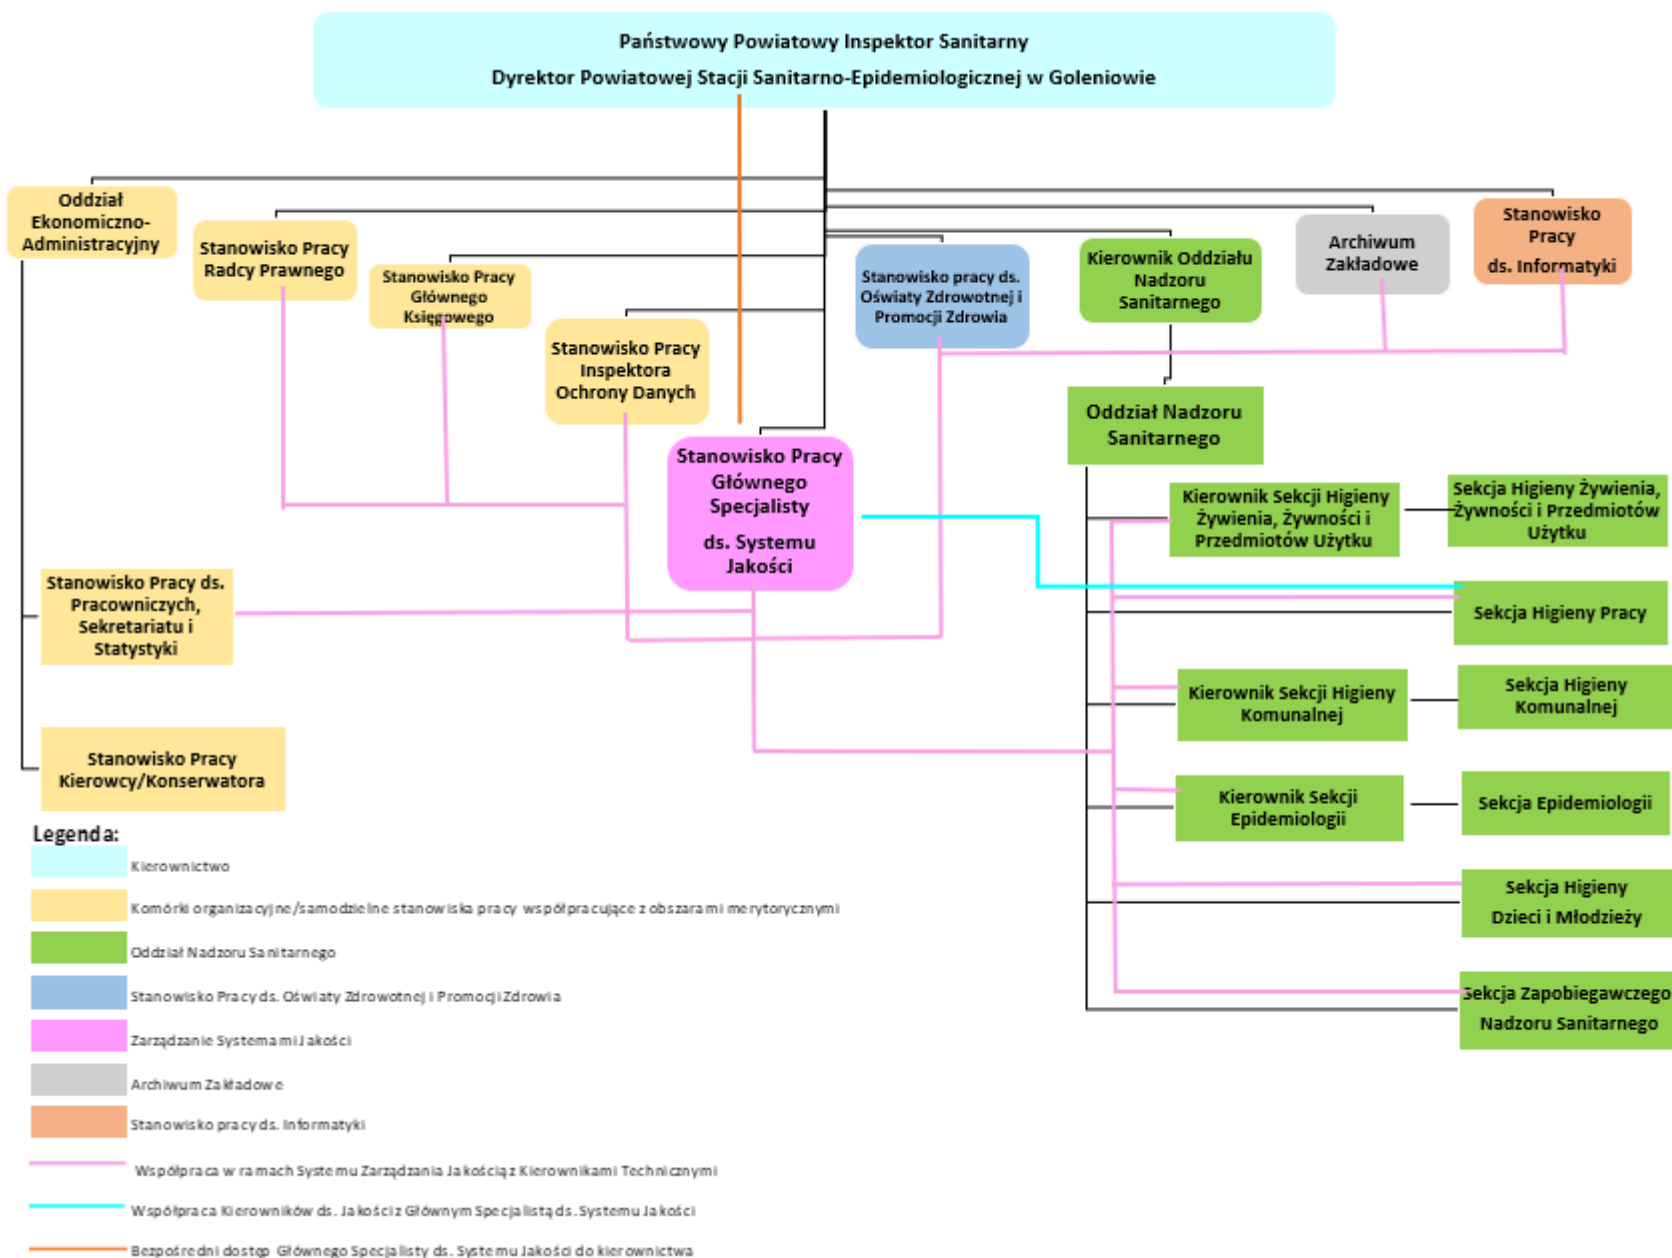 Państwowy Powiatowy Inspektor Sanitarny
Dyrektor Powiatowej Stacji Sanitarno-Epidemiologicznej w Goleniowie
Oddział
Ekonomiczno-
Administracyjny
Stanowisko Pracy
Radcy Prawnego
Stanowisko Pracy
Głównego
Księgowego
Stanowisko Pracy
Inspektora
Ochrony Danych
Stanowisko Pracy
Głównego
Specjalisty
ds. Systemu
Jakości
Stanowisko pracy ds.
Oświaty Zdrowotnej i
Promocji Zdrowia
Kierownik Oddziału
Nadzoru
Sanitarnego
Archiwum
Zakładowe
Stanowisko
Pracy
ds. Informatyki
Oddział Nadzoru
Sanitarnego
Kierownik Sekcji Higieny
Żywienia, Żywności i
Przedmiotów Użytku
Sekcja Higieny Żywienia,
Żywności i Przedmiotów
Użytku
Sekcja Higieny Pracy
Kierownik Sekcji Higieny
Komunalnej
Sekcja Higieny
Komunalnej
Kierownik Sekcji
Epidemiologii
Sekcja Epidemiologii
Sekcja Higieny
Dzieci i Młodzieży
Sekcja Zapobiegawczego
Nadzoru Sanitarnego
Stanowisko Pracy ds.
Pracowniczych,
Sekretariatu i
Statystyki
Stanowisko Pracy
Kierowcy/Konserwatora
Legenda:
Kierownictwo
Komórki organizacyjne/samodzielne stanowiska pracy współpracujące z obszarami merytorycznymi
Oddział Nadzoru Sanitarnego
Stanowisko Pracy ds. Oświaty Zdrowotnej i Promocji Zdrowia
Zarządzanie Systemami Jakości
Archiwum Zakładowe
Stanowisko pracy ds. Informatyki
Współpraca w ramach Systemu Zarządzania Jakością z Kierownikami Technicznymi
Współpraca Kierowników ds. Jakości z Głównym Specjalistą ds. Systemu Jakości
Bezpośredni dostęp Głównego Specjalisty ds. Systemu Jakości do kierownictwa